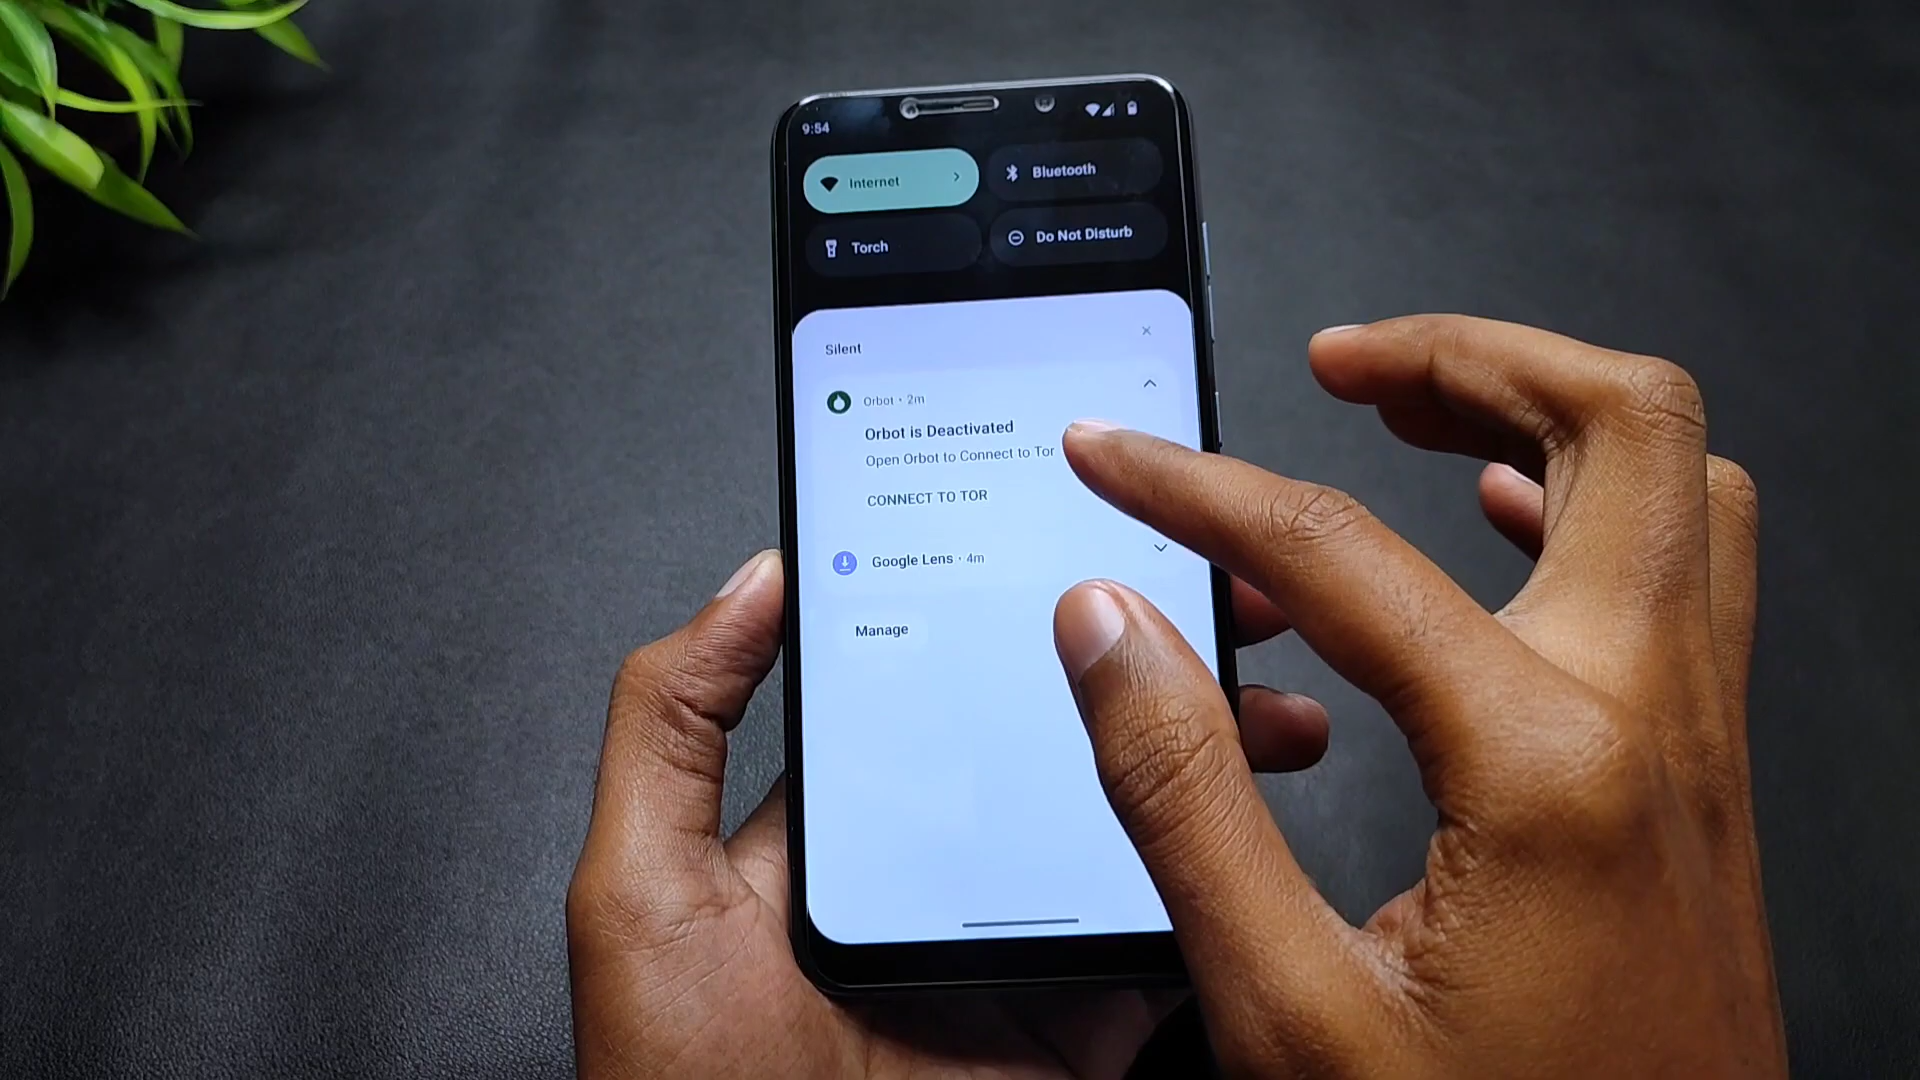 9:54
Internet
Bluetooth
Torch
Do Not Disturb
Silent
Orbot • 2m
Orbot is Deactivated
Open Orbot to Connect to Tor
CONNECT TO TOR
Google Lens • 4m
Manage